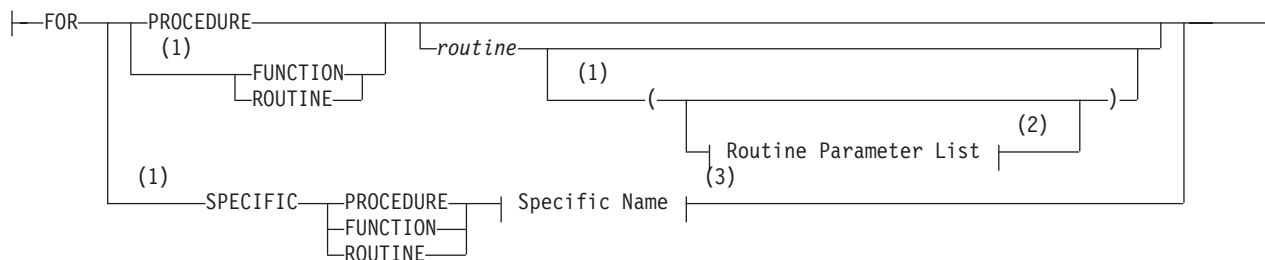 FOR PROCEDURE
(1) routine
FUNCTION (1)
ROUTINE ( )
(2)
Routine Parameter List
(1) (3)
SPECIFIC PROCEDURE Specific Name
FUNCTION
ROUTINE